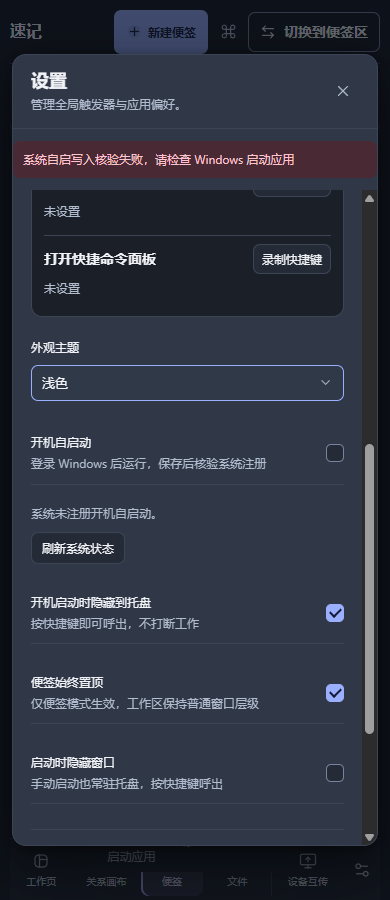 速记
新建便签
切换到便签区
设置
管理全局触发器与应用偏好。
系统自启写入核验失败，请检查 Windows 启动应用
未设置
打开快捷命令面板
录制快捷键
未设置
外观主题
浅色
开机自启动
登录 Windows 后运行，保存后核验系统注册
系统未注册开机自启动。
刷新系统状态
开机启动时隐藏到托盘
按快捷键即可呼出，不打断工作
便签始终置顶
仅便签模式生效，工作区保持普通窗口层级
启动时隐藏窗口
手动启动也常驻托盘，按快捷键呼出
启动应用
工作页
关系画布
便签
文件
设备互传